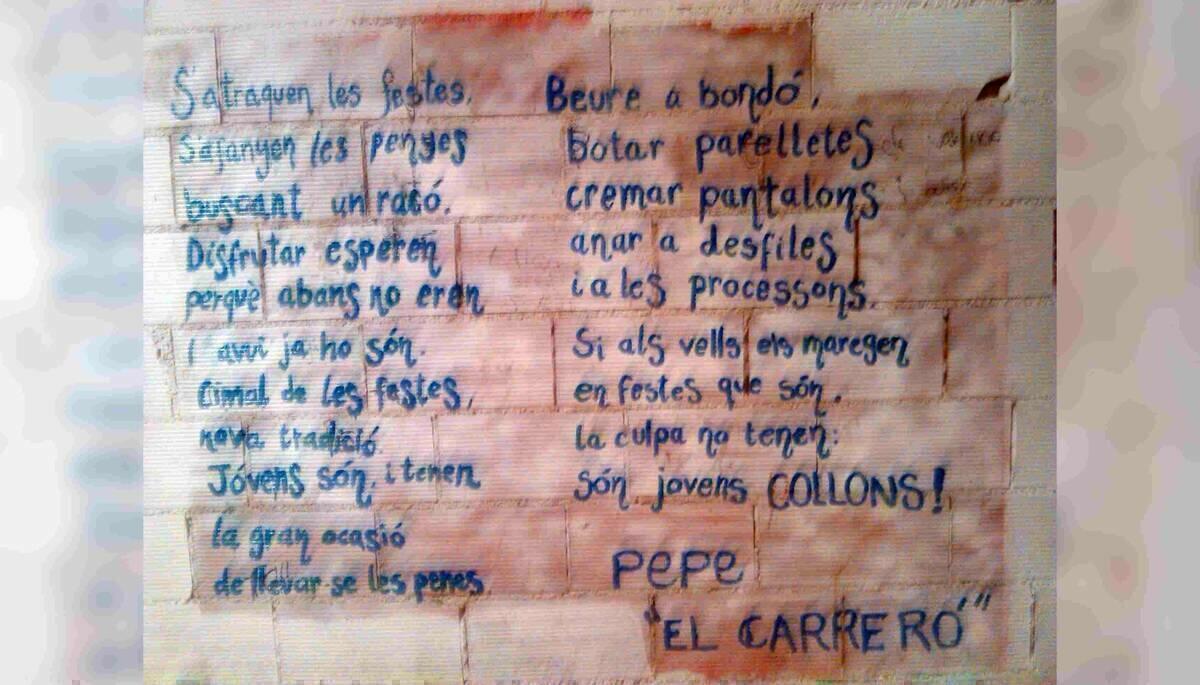 S'atraquen les festes.
S'afanyen les penyes
buscant un racó.
Disfrutar esperen
perquè abans no eren
I avui ja ho són.
Cimal de les festes,
nova tradició.
Jóvens són, i tenen
la gran ocasió
de llevar-se les penes.
Beure a bondó,
botar parelletes
cremar pantalons
anar a desfiles
i a les processons.
Si als vells els maregen
en festes que són,
la culpa no tenen:
són jovens COLLONS!
PEPE
"EL CARRERÓ"